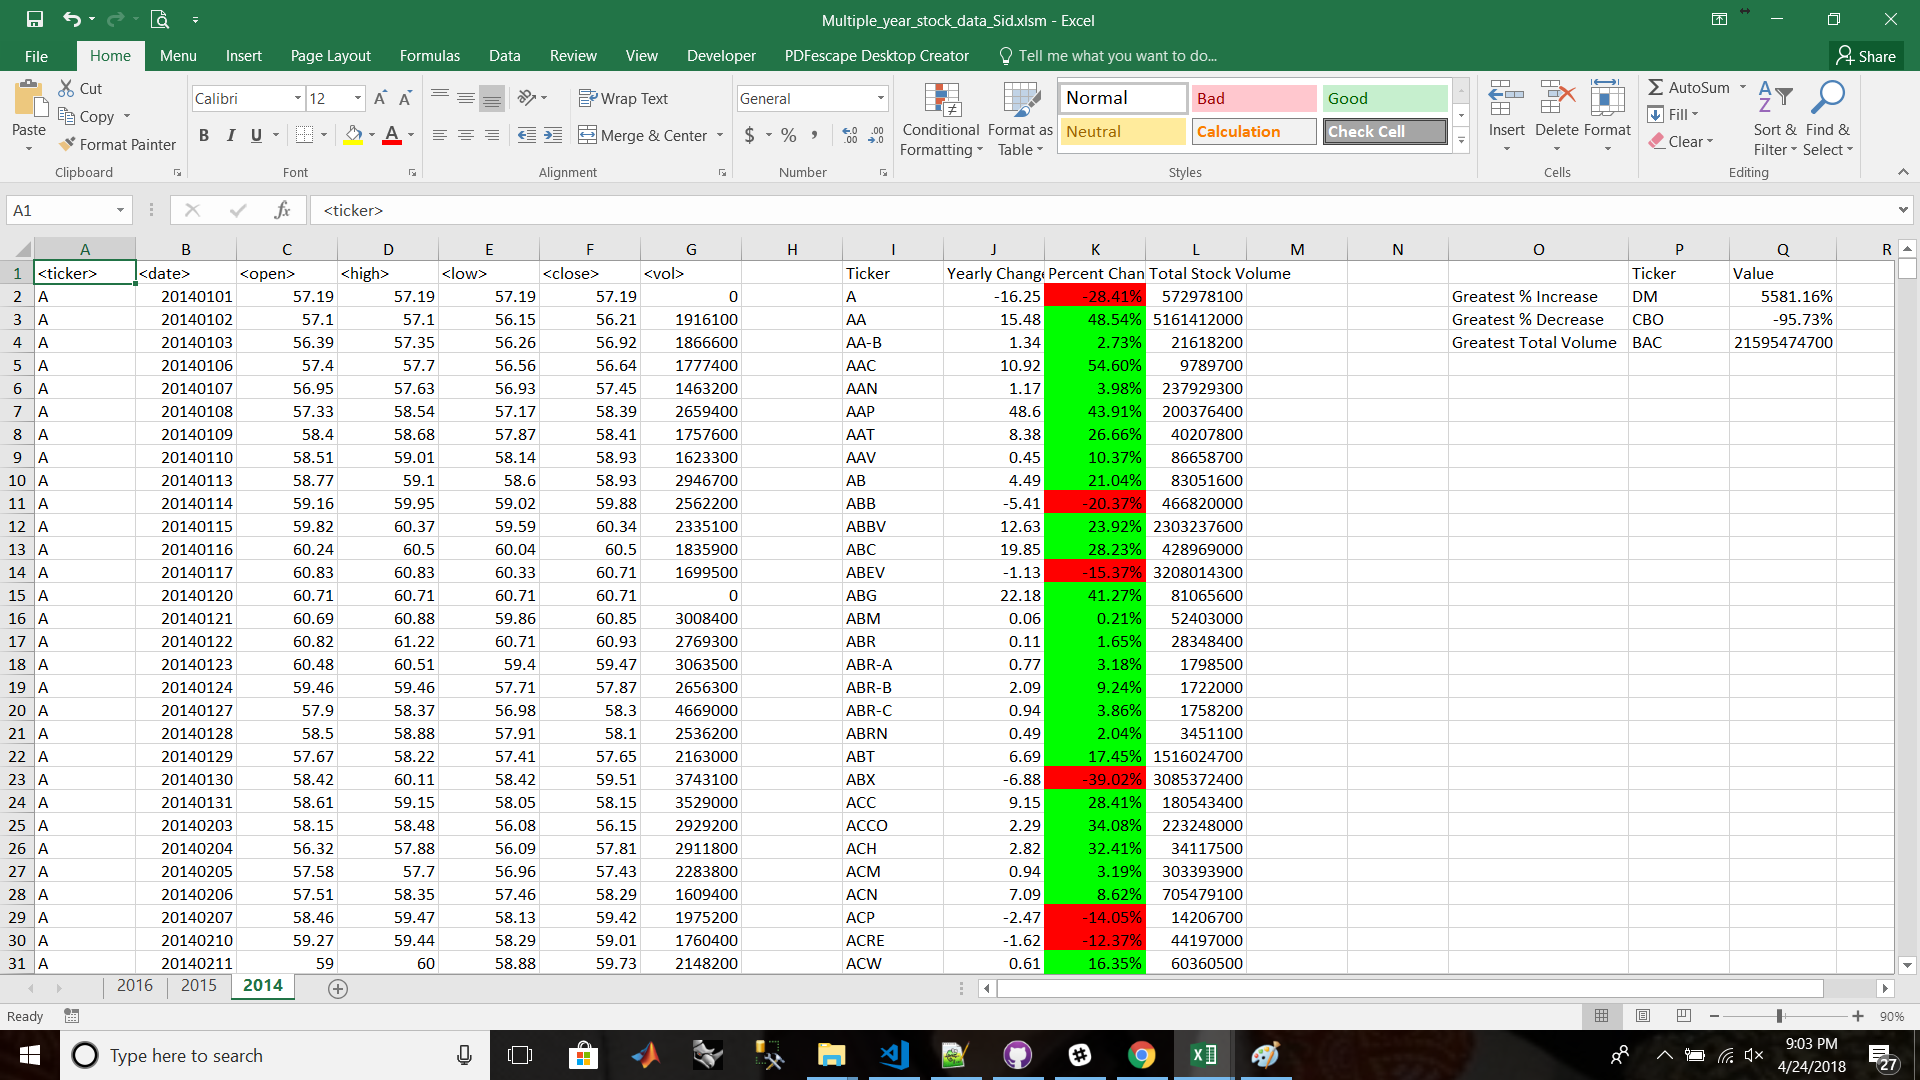 Multiple_year_stock_data_Sid.xlsm - Excel
File Home Menu Insert Page Layout Formulas Data Review View Developer PDFescape Desktop Creator Tell me what you want to do... Share
Cut
Copy
Format Painter
Paste
Clipboard
Calibri 12
B I U
Font
Wrap Text
Merge & Center
Alignment
General
$ % ,
Number
Conditional Formatting
Format as Table
Normal Bad Good
Neutral Calculation Check Cell
Styles
Insert Delete Format
Cells
AutoSum
Fill
Clear
Sort & Filter
Find & Select
Editing
A1 fx <ticker>
A B C D E F G H I J K L M N O P Q R
1 <ticker> <date> <open> <high> <low> <close> <vol> Ticker Yearly Change Percent Chan Total Stock Volume Ticker Value
2 A 20140101 57.19 57.19 57.19 57.19 0 A -16.25 -28.41% 572978100 Greatest % Increase DM 5581.16%
3 A 20140102 57.1 57.1 56.15 56.21 1916100 AA 15.48 48.54% 5161412000 Greatest % Decrease CBO -95.73%
4 A 20140103 56.39 57.35 56.26 56.92 1866600 AA-B 1.34 2.73% 21618200 Greatest Total Volume BAC 21595474700
5 A 20140106 57.4 57.7 56.56 56.64 1777400 AAC 10.92 54.60% 9789700
6 A 20140107 56.95 57.63 56.93 57.45 1463200 AAN 1.17 3.98% 237929300
7 A 20140108 57.33 58.54 57.17 58.39 2659400 AAP 48.6 43.91% 200376400
8 A 20140109 58.4 58.68 57.87 58.41 1757600 AAT 8.38 26.66% 40207800
9 A 20140110 58.51 59.01 58.14 58.93 1623300 AAV 0.45 10.37% 86658700
10 A 20140113 58.77 59.1 58.6 58.93 2946700 AB 4.49 21.04% 83051600
11 A 20140114 59.16 59.95 59.02 59.88 2562200 ABB -5.41 -20.37% 466820000
12 A 20140115 59.82 60.37 59.59 60.34 2335100 ABBV 12.63 23.92% 2303237600
13 A 20140116 60.24 60.5 60.04 60.5 1835900 ABC 19.85 28.23% 428969000
14 A 20140117 60.83 60.83 60.33 60.71 1699500 ABEV -1.13 -15.37% 3208014300
15 A 20140120 60.71 60.71 60.71 60.71 0 ABG 22.18 41.27% 81065600
16 A 20140121 60.69 60.88 59.86 60.85 3008400 ABM 0.06 0.21% 52403000
17 A 20140122 60.82 61.22 60.71 60.93 2769300 ABR 0.11 1.65% 28348400
18 A 20140123 60.48 60.51 59.4 59.47 3063500 ABR-A 0.77 3.18% 1798500
19 A 20140124 59.46 59.46 57.71 57.87 2656300 ABR-B 2.09 9.24% 1722000
20 A 20140127 57.9 58.37 56.98 58.3 4669000 ABR-C 0.94 3.86% 1758200
21 A 20140128 58.5 58.88 57.91 58.1 2536200 ABRN 0.49 2.04% 3451100
22 A 20140129 57.67 58.22 57.41 57.65 2163000 ABT 6.69 17.45% 1516024700
23 A 20140130 58.42 60.11 58.42 59.51 3743100 ABX -6.88 -39.02% 3085372400
24 A 20140131 58.61 59.15 58.05 58.15 3529000 ACC 9.15 28.41% 180543400
25 A 20140203 58.15 58.48 56.08 56.15 2929200 ACCO 2.29 34.08% 223248000
26 A 20140204 56.32 57.88 56.09 57.81 2911800 ACH 2.82 32.41% 34117500
27 A 20140205 57.58 57.7 56.96 57.43 2283800 ACM 0.94 3.19% 303393900
28 A 20140206 57.51 58.35 57.46 58.29 1609400 ACN 7.09 8.62% 705479100
29 A 20140207 58.46 59.47 58.13 59.42 1975200 ACP -2.47 -14.05% 14206700
30 A 20140210 59.27 59.44 58.29 59.01 1760400 ACRE -1.62 -12.37% 44197000
31 A 20140211 59 60 58.88 59.73 2148200 ACW 0.61 16.35% 60360500
2016 2015 2014
Ready 90%
Type here to search
9:03 PM
4/24/2018
27